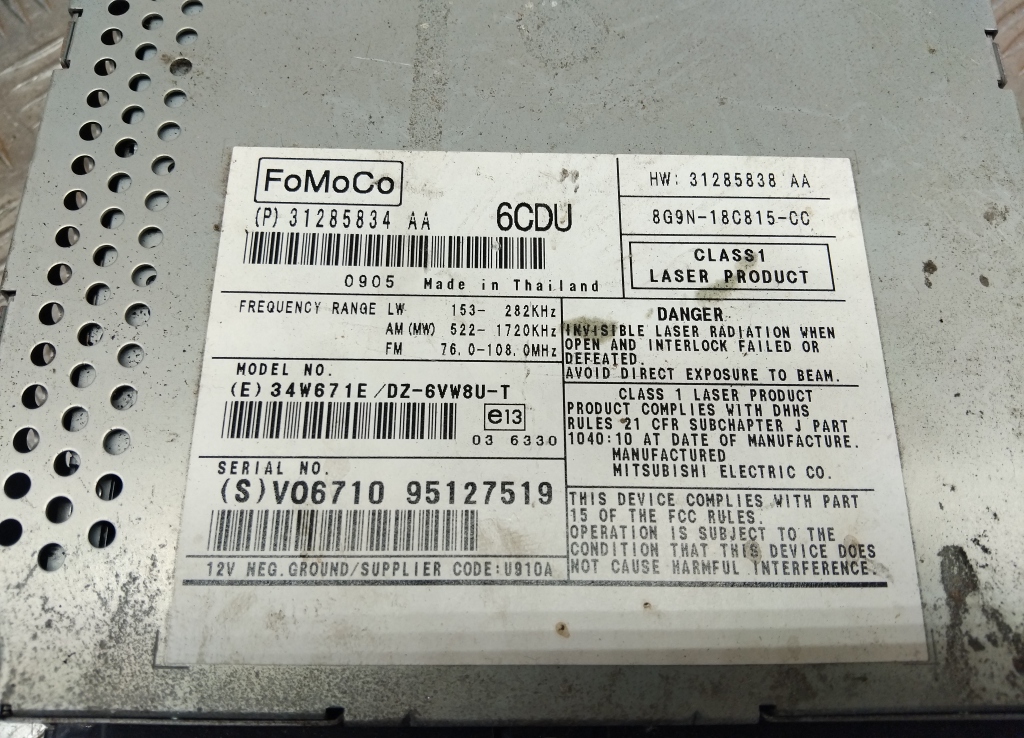 FoMoCo
(P) 31285834 AA
6CDU
0905 Made in Thailand
HW: 31285838 AA
8G9N-18C815-CC
CLASS1
LASER PRODUCT
FREQUENCY RANGE LW 153- 282KHz
AM(MW) 522- 1720KHz
FM 76.0-108.0MHz
MODEL NO.
(E) 34W671E/DZ-6VW8U-T
e13
03 6330
SERIAL NO.
(S)V06710 95127519
12V NEG.GROUND/SUPPLIER CODE:U910A
DANGER
INVISIBLE LASER RADIATION WHEN
OPEN AND INTERLOCK FAILED OR
DEFEATED.
AVOID DIRECT EXPOSURE TO BEAM.
CLASS 1 LASER PRODUCT
PRODUCT COMPLIES WITH DHHS
RULES 21 CFR SUBCHAPTER J PART
1040:10 AT DATE OF MANUFACTURE.
MANUFACTURED
MITSUBISHI ELECTRIC CO.
THIS DEVICE COMPLIES WITH PART
15 OF THE FCC RULES.
OPERATION IS SUBJECT TO THE
CONDITION THAT THIS DEVICE DOES
NOT CAUSE HARMFUL INTERFERENCE.